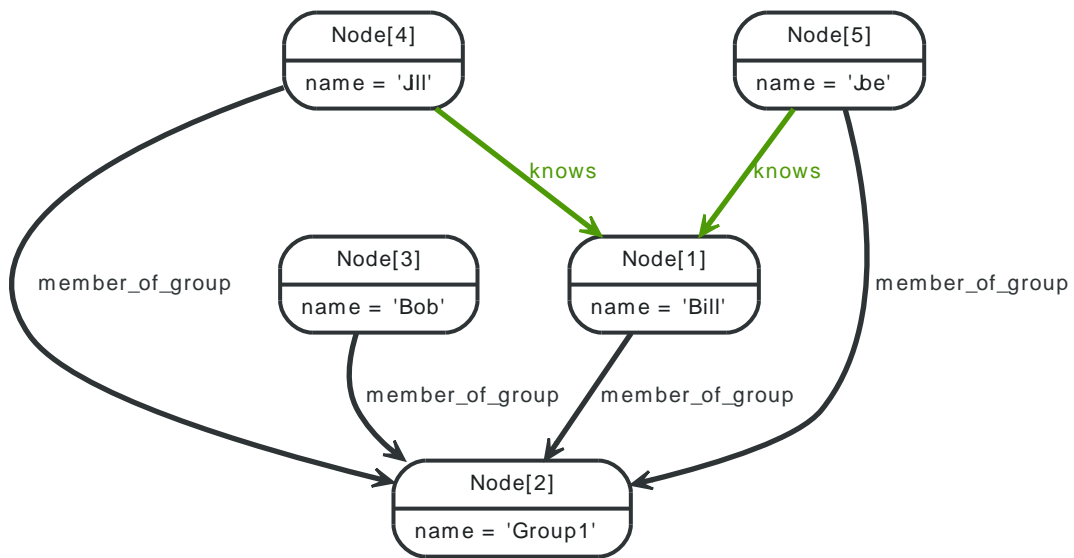 Node[4]
name = 'Jill'
Node[5]
name = 'Joe'
knows
knows
Node[3]
name = 'Bob'
Node[1]
name = 'Bill'
member_of_group
member_of_group
member_of_group
member_of_group
Node[2]
name = 'Group1'